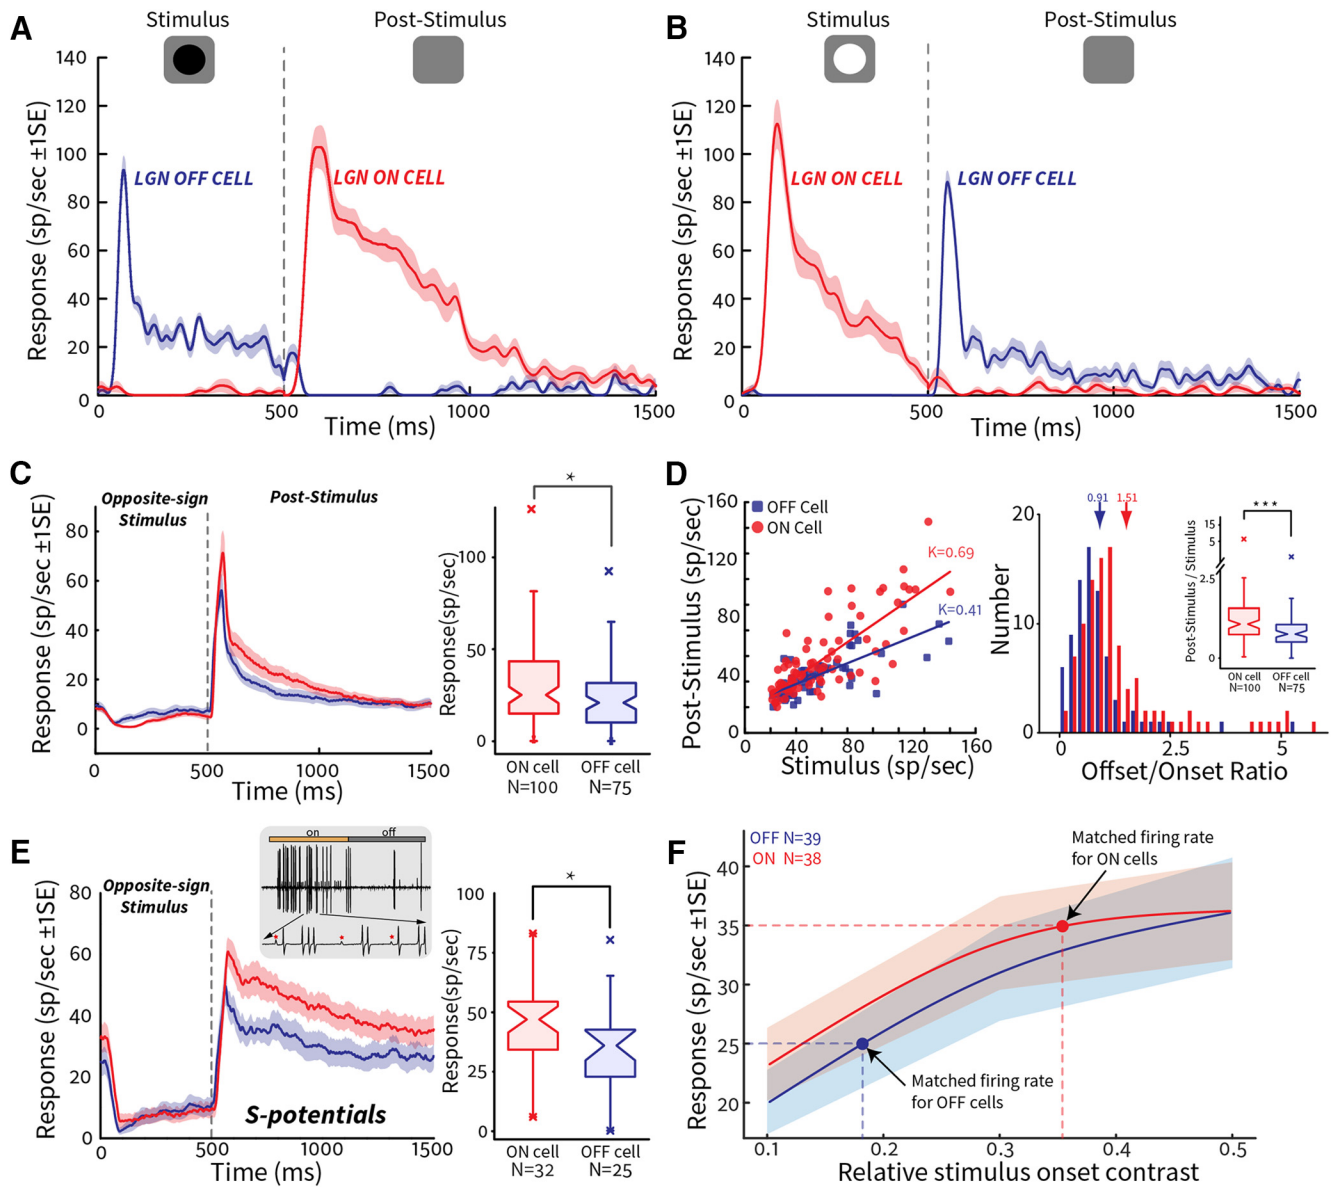 A
Stimulus
Post-Stimulus
Response (sp/sec ±1SE)
140
120
100
80
60
40
20
0
LGN OFF CELL
LGN ON CELL
0
500
1000
1500
Time (ms)
B
Stimulus
Post-Stimulus
Response (sp/sec ±1SE)
140
120
100
80
60
40
20
0
LGN ON CELL
LGN OFF CELL
0
500
1000
1500
Time (ms)
C
Opposite-sign
Stimulus
Post-Stimulus
Response (sp/sec ±1SE)
80
60
40
20
0
0
500
1000
1500
Time (ms)
*
Response(sp/sec)
100
50
0
ON cell
N=100
OFF cell
N=75
D
Post-Stimulus (sp/sec)
160
120
80
40
0
OFF Cell
ON Cell
K=0.69
K=0.41
0
40
80
120
160
Stimulus (sp/sec)
Number
20
10
0
0.91
1.51
0
2.5
5
Offset/Onset Ratio
***
Post-Stimulus / Stimulus
15
5
2.5
0
ON cell
N=100
OFF cell
N=75
E
Opposite-sign
Stimulus
on
off
Response (sp/sec ±1SE)
80
60
40
20
0
S-potentials
0
500
1000
1500
Time (ms)
*
Response(sp/sec)
100
75
50
25
0
ON cell
N=32
OFF cell
N=25
F
OFF N=39
ON N=38
Matched firing rate
for ON cells
Response (sp/sec ±1SE)
40
35
30
25
20
Matched firing rate
for OFF cells
0.1
0.2
0.3
0.4
0.5
Relative stimulus onset contrast